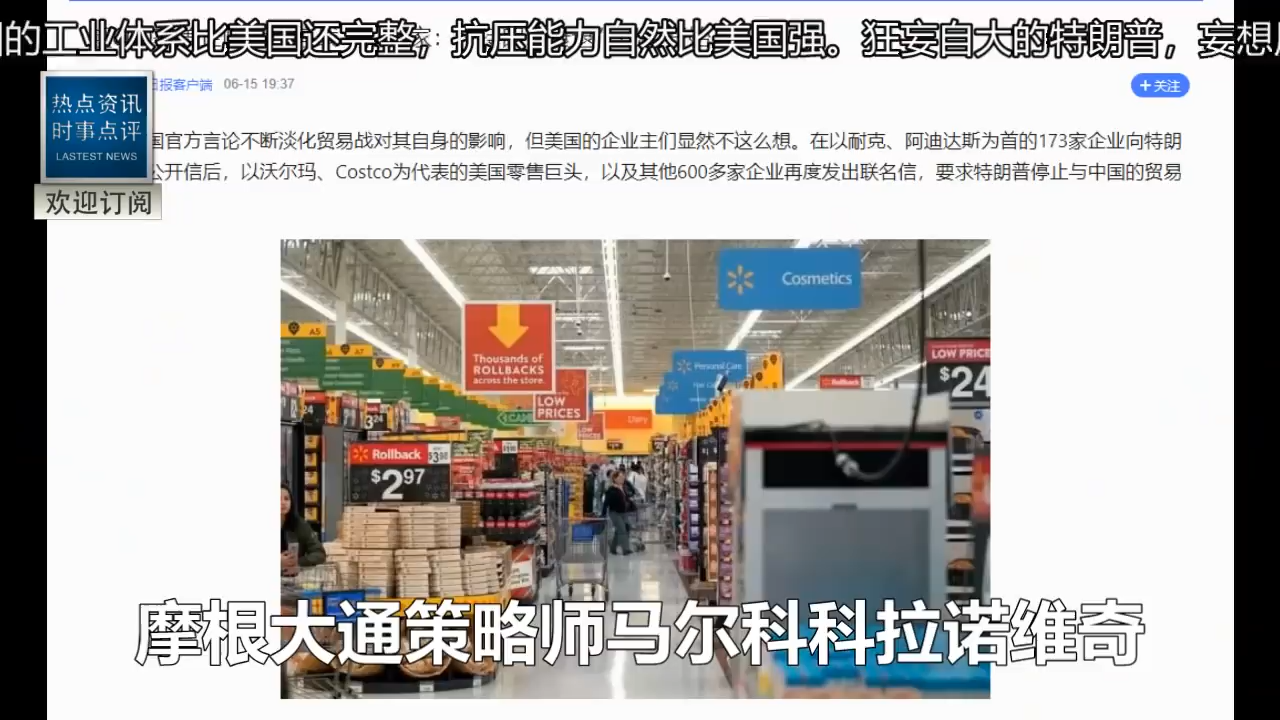 的工业体系比美国还完整，抗压能力自然比美国强。狂妄自大的特朗普，妄想
日报客户端 06-15 19:37
+关注
热点资讯
时事点评
LASTEST NEWS
欢迎订阅
国官方言论不断淡化贸易战对其自身的影响，但美国的企业主们显然不这么想。在以耐克、阿迪达斯为首的173家企业向特朗
公开信后，以沃尔玛、Costco为代表的美国零售巨头，以及其他600多家企业再度发出联名信，要求特朗普停止与中国的贸易
Cosmetics
A5
Thousands of
ROLLBACKS
across the store.
LOW
PRICES
Personal Care
Rollback
LOW PRICE
$24
Dairy
Rollback
$2.97
摩根大通策略师马尔科科拉诺维奇